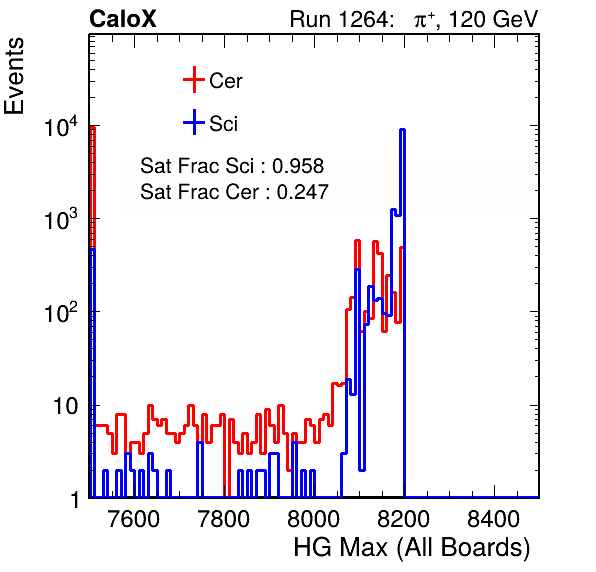 CaloX Run 1264: π⁺, 120 GeV
Events
Cer
Sci
Sat Frac Sci : 0.958
Sat Frac Cer : 0.247
10⁴
10³
10²
10
1
7600 7800 8000 8200 8400
HG Max (All Boards)